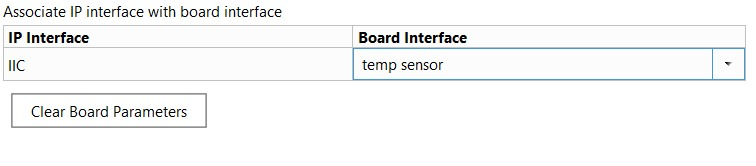 Associate IP interface with board interface
IP Interface Board Interface
IIC temp sensor
Clear Board Parameters